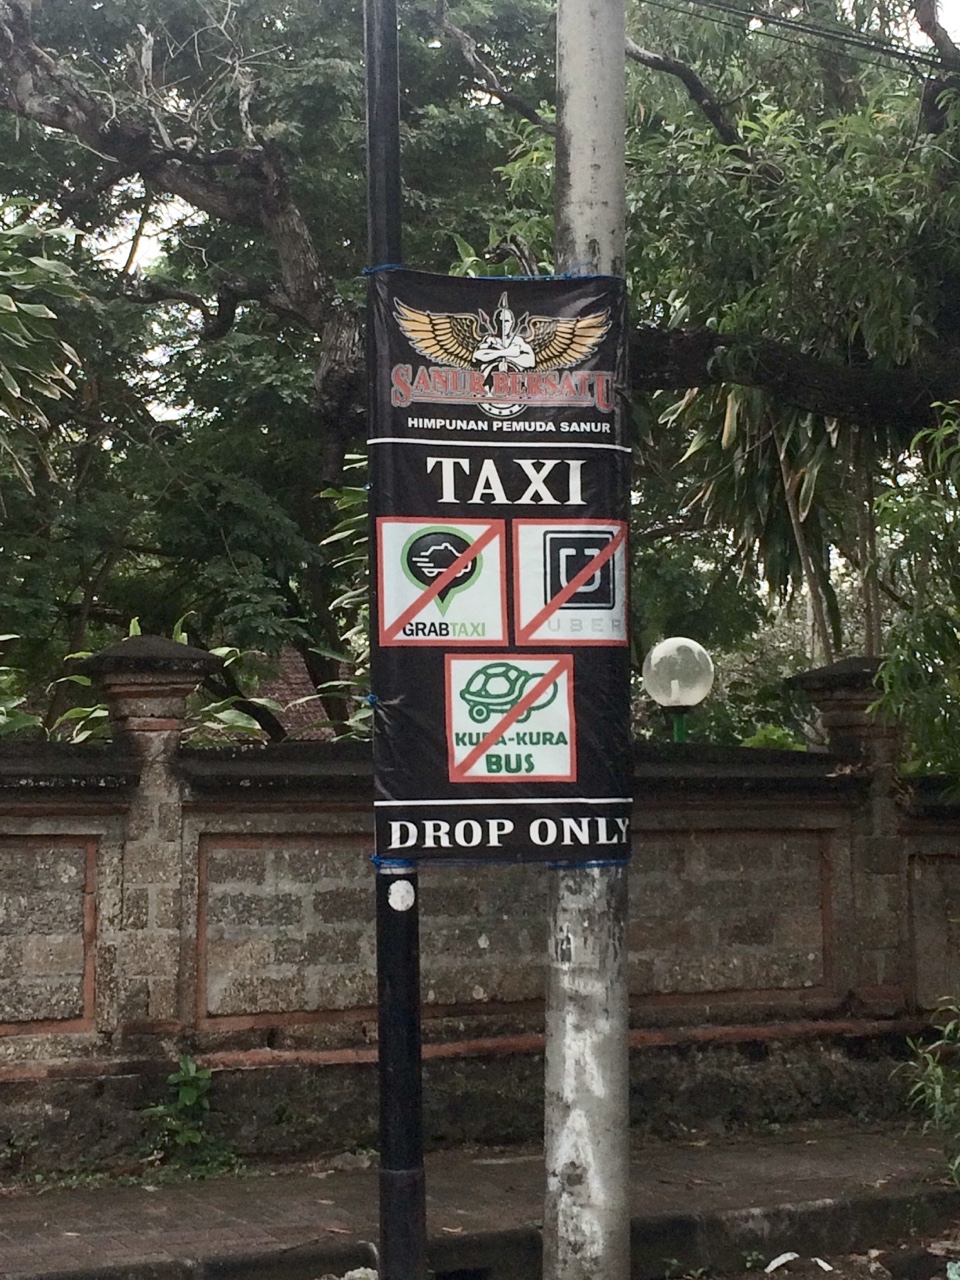 SANUR BERSATU
HIMPUNAN PEMUDA SANUR
TAXI
GRABTAXI
U
UBER
KURA-KURA
BUS
DROP ONLY